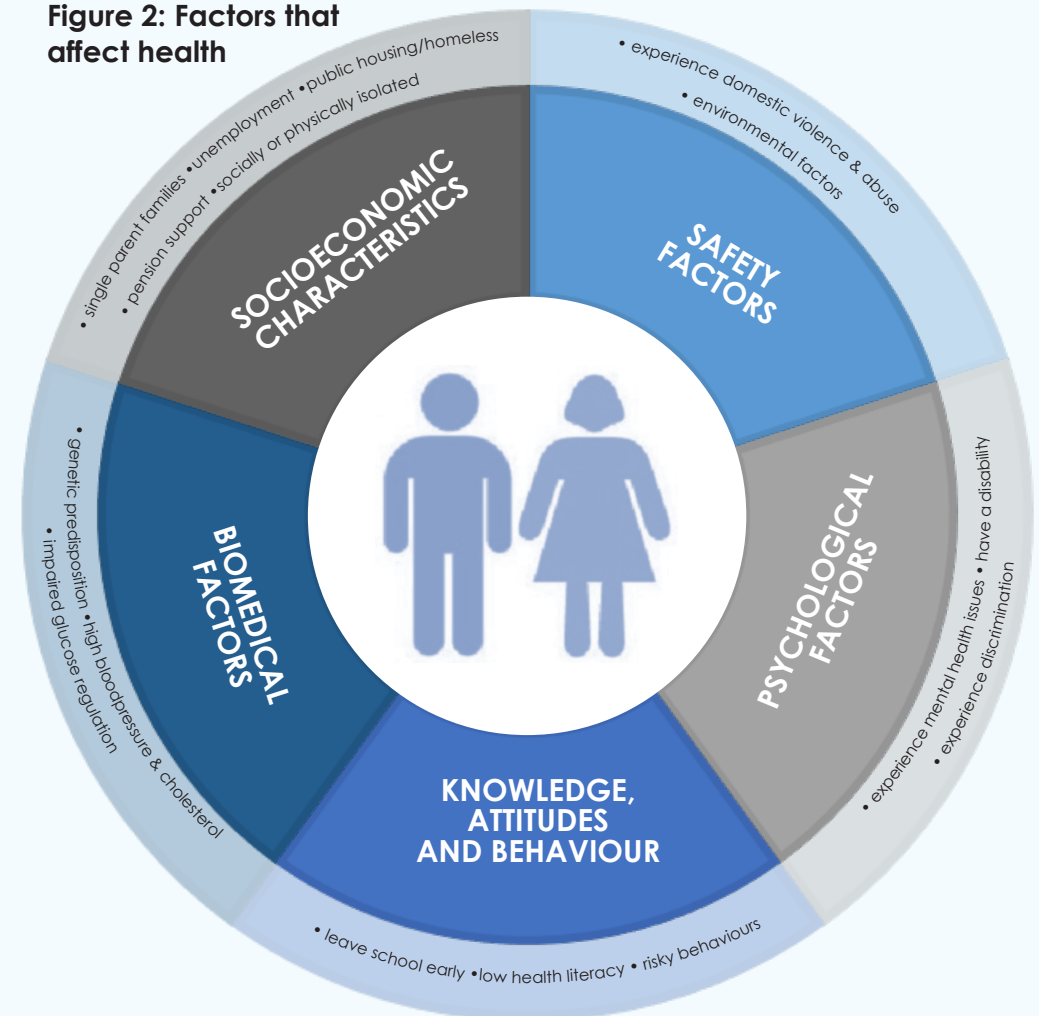 Figure 2: Factors that
affect health
• single parent families •unemployment •public housing/homeless
• pension support •socially or physically isolated
SOCIOECONOMIC
CHARACTERISTICS
• experience domestic violence & abuse
• environmental factors
SAFETY
FACTORS
• experience mental health issues • have a disability
• experience discrimination
PSYCHOLOGICAL
FACTORS
KNOWLEDGE,
ATTITUDES
AND BEHAVIOUR
• leave school early •low health literacy • risky behaviours
BIOMEDICAL
FACTORS
• genetic predisposition •high bloodpressure & cholesterol
• impaired glucose regulation